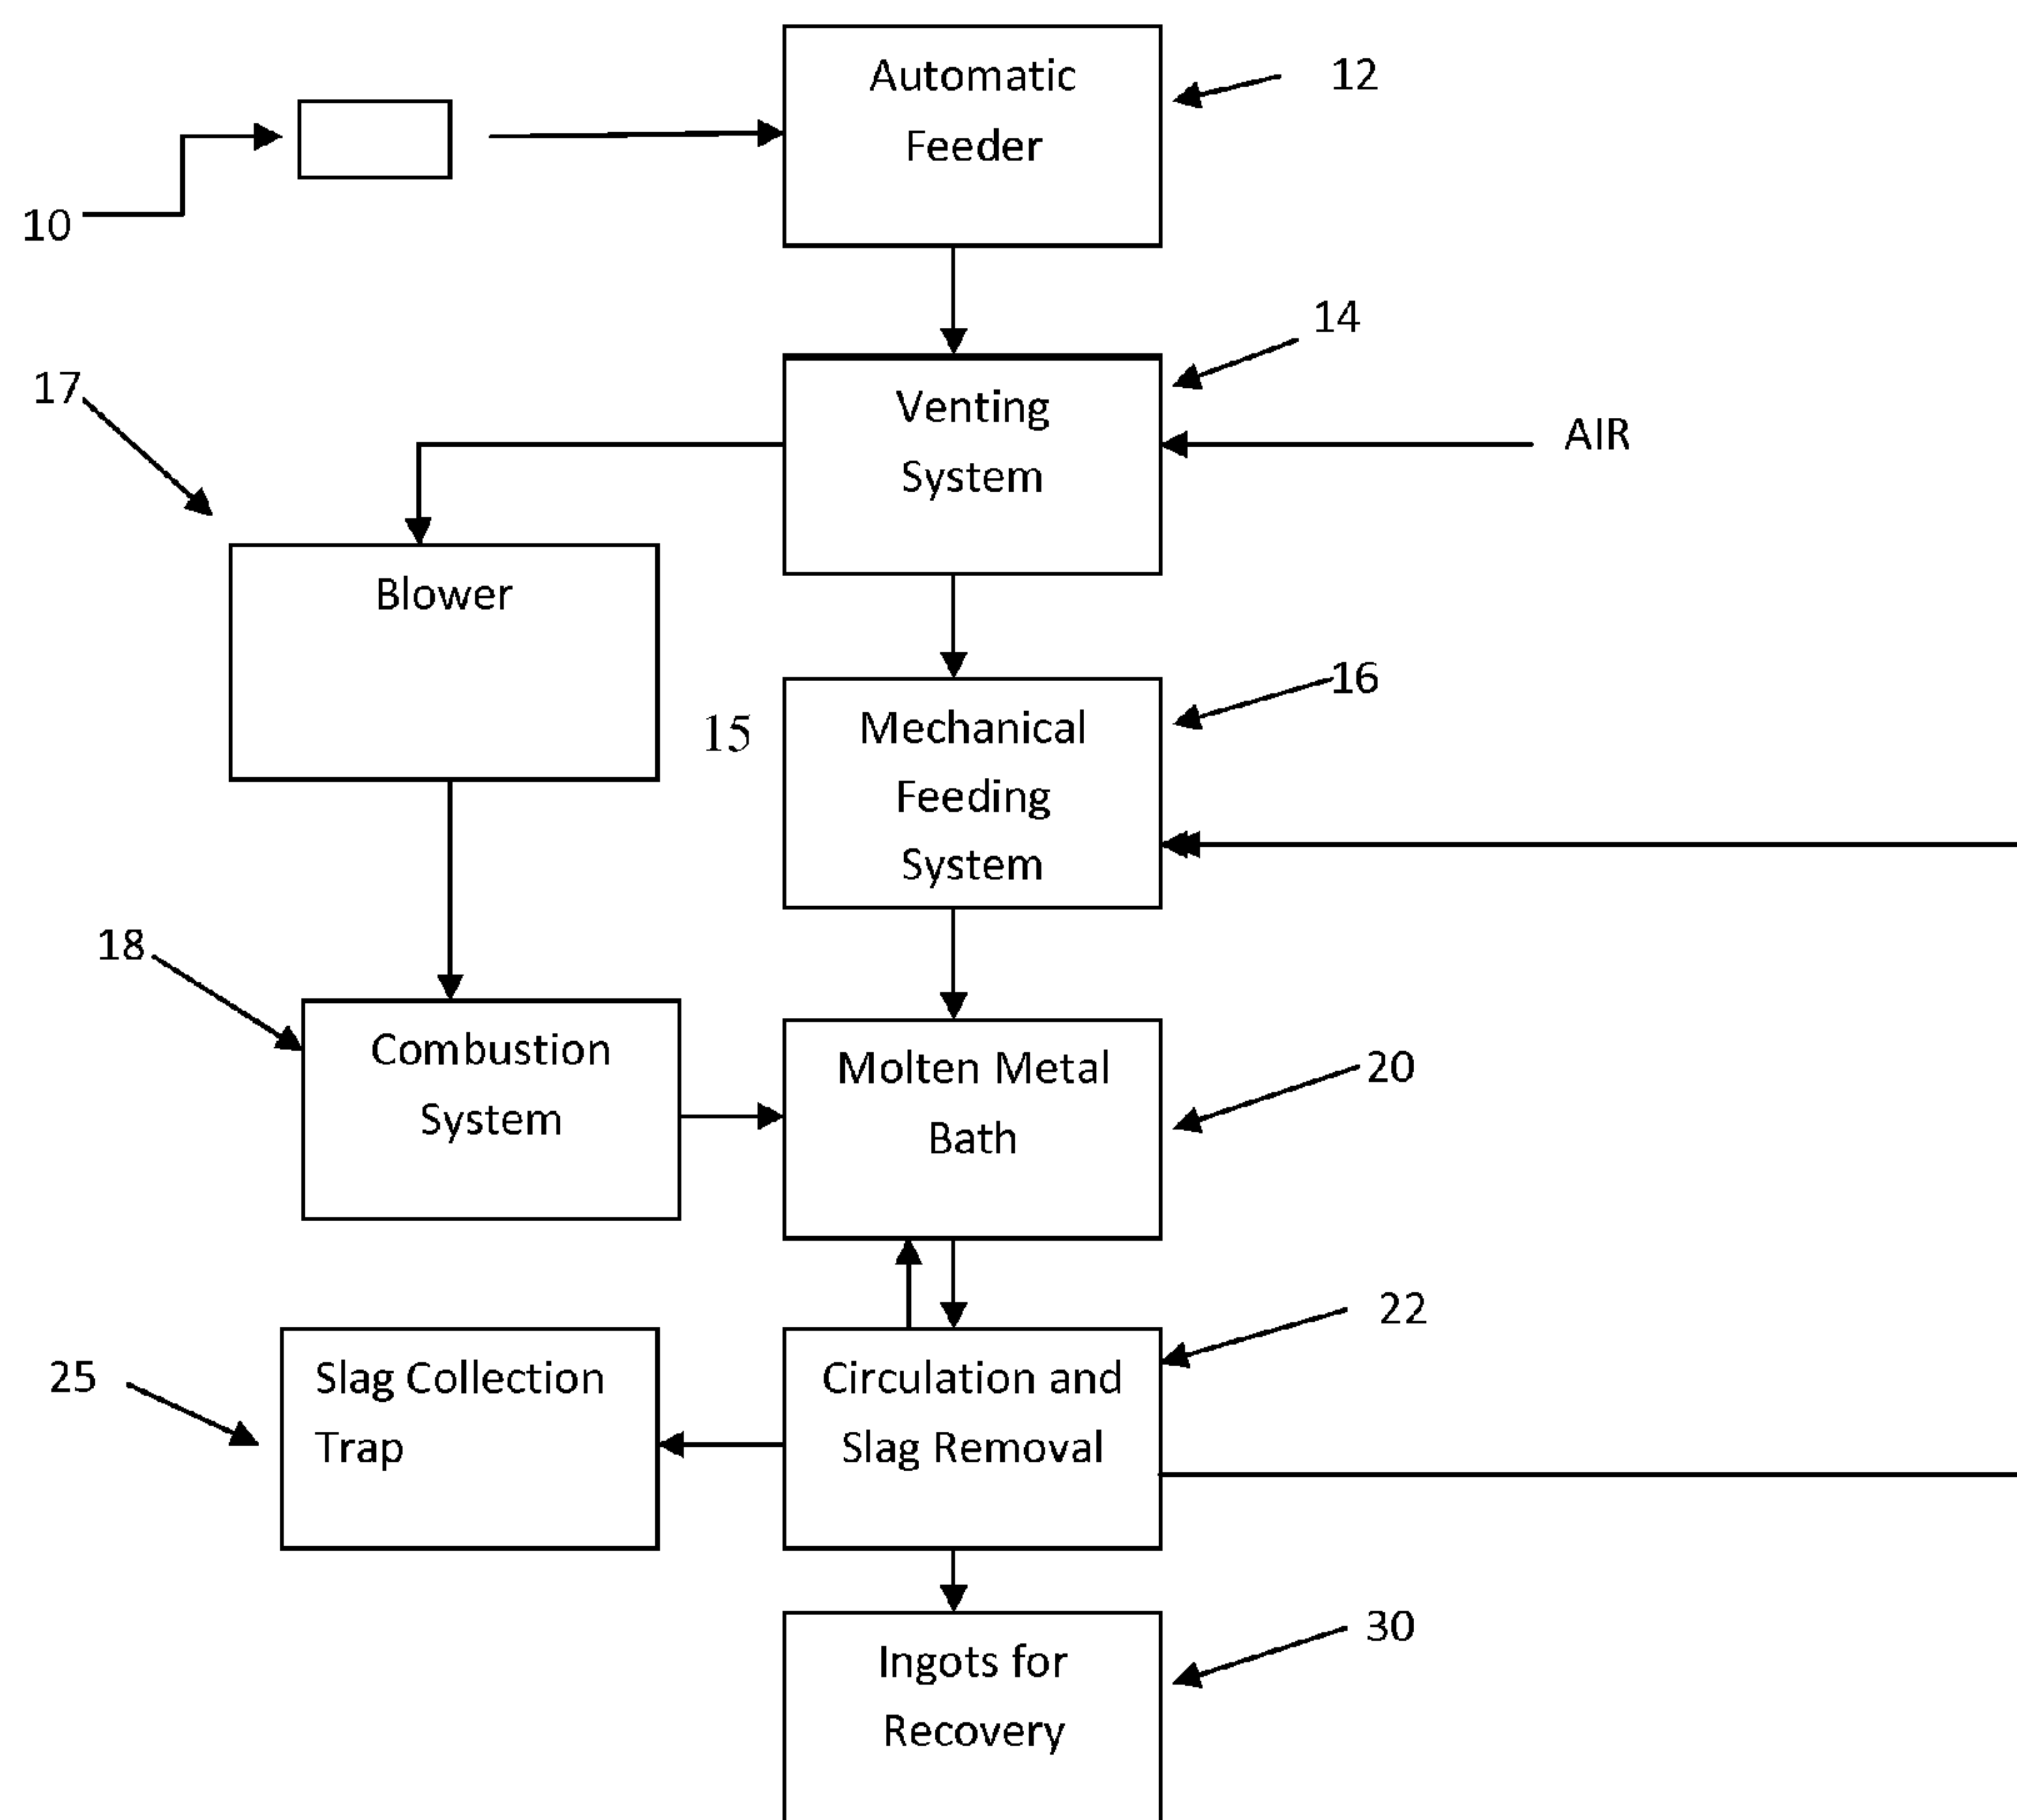 Automatic
Feeder
12
10
14
Venting
System
AIR
17
Blower
15
Mechanical
Feeding
System
16
18
Combustion
System
Molten Metal
Bath
20
22
25
Slag Collection
Trap
Circulation and
Slag Removal
30
Ingots for
Recovery